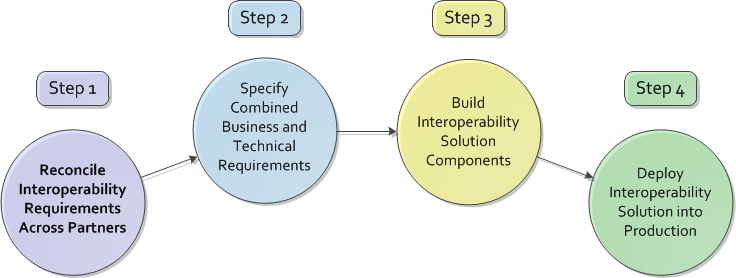 Step 1
Reconcile
Interoperability
Requirements
Across Partners
Step 2
Specify
Combined
Business and
Technical
Requirements
Step 3
Build
Interoperability
Solution
Components
Step 4
Deploy
Interoperability
Solution into
Production